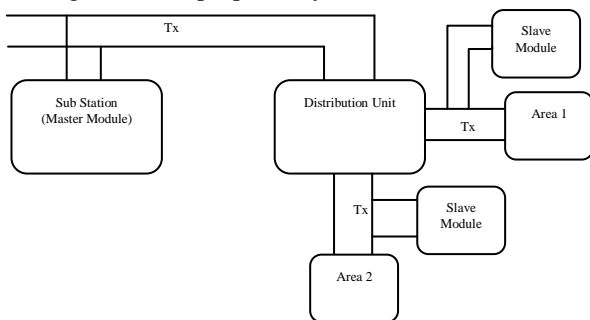 Tx
Slave
Module
Sub Station
(Master Module)
Distribution Unit
Tx
Area 1
Tx
Slave
Module
Area 2